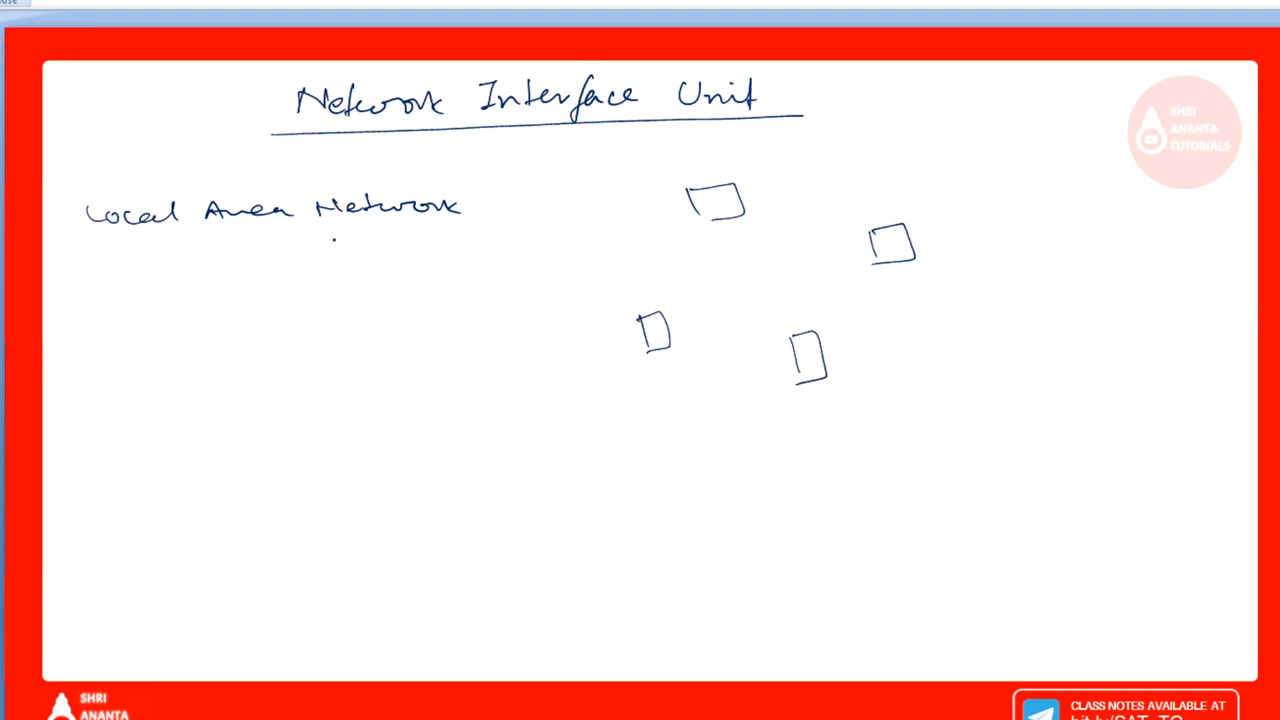 Network Interface Unit
SHRI
ANANTA
TUTORIALS
Local Area Network
SHRI
ANANTA
CLASS NOTES AVAILABLE AT